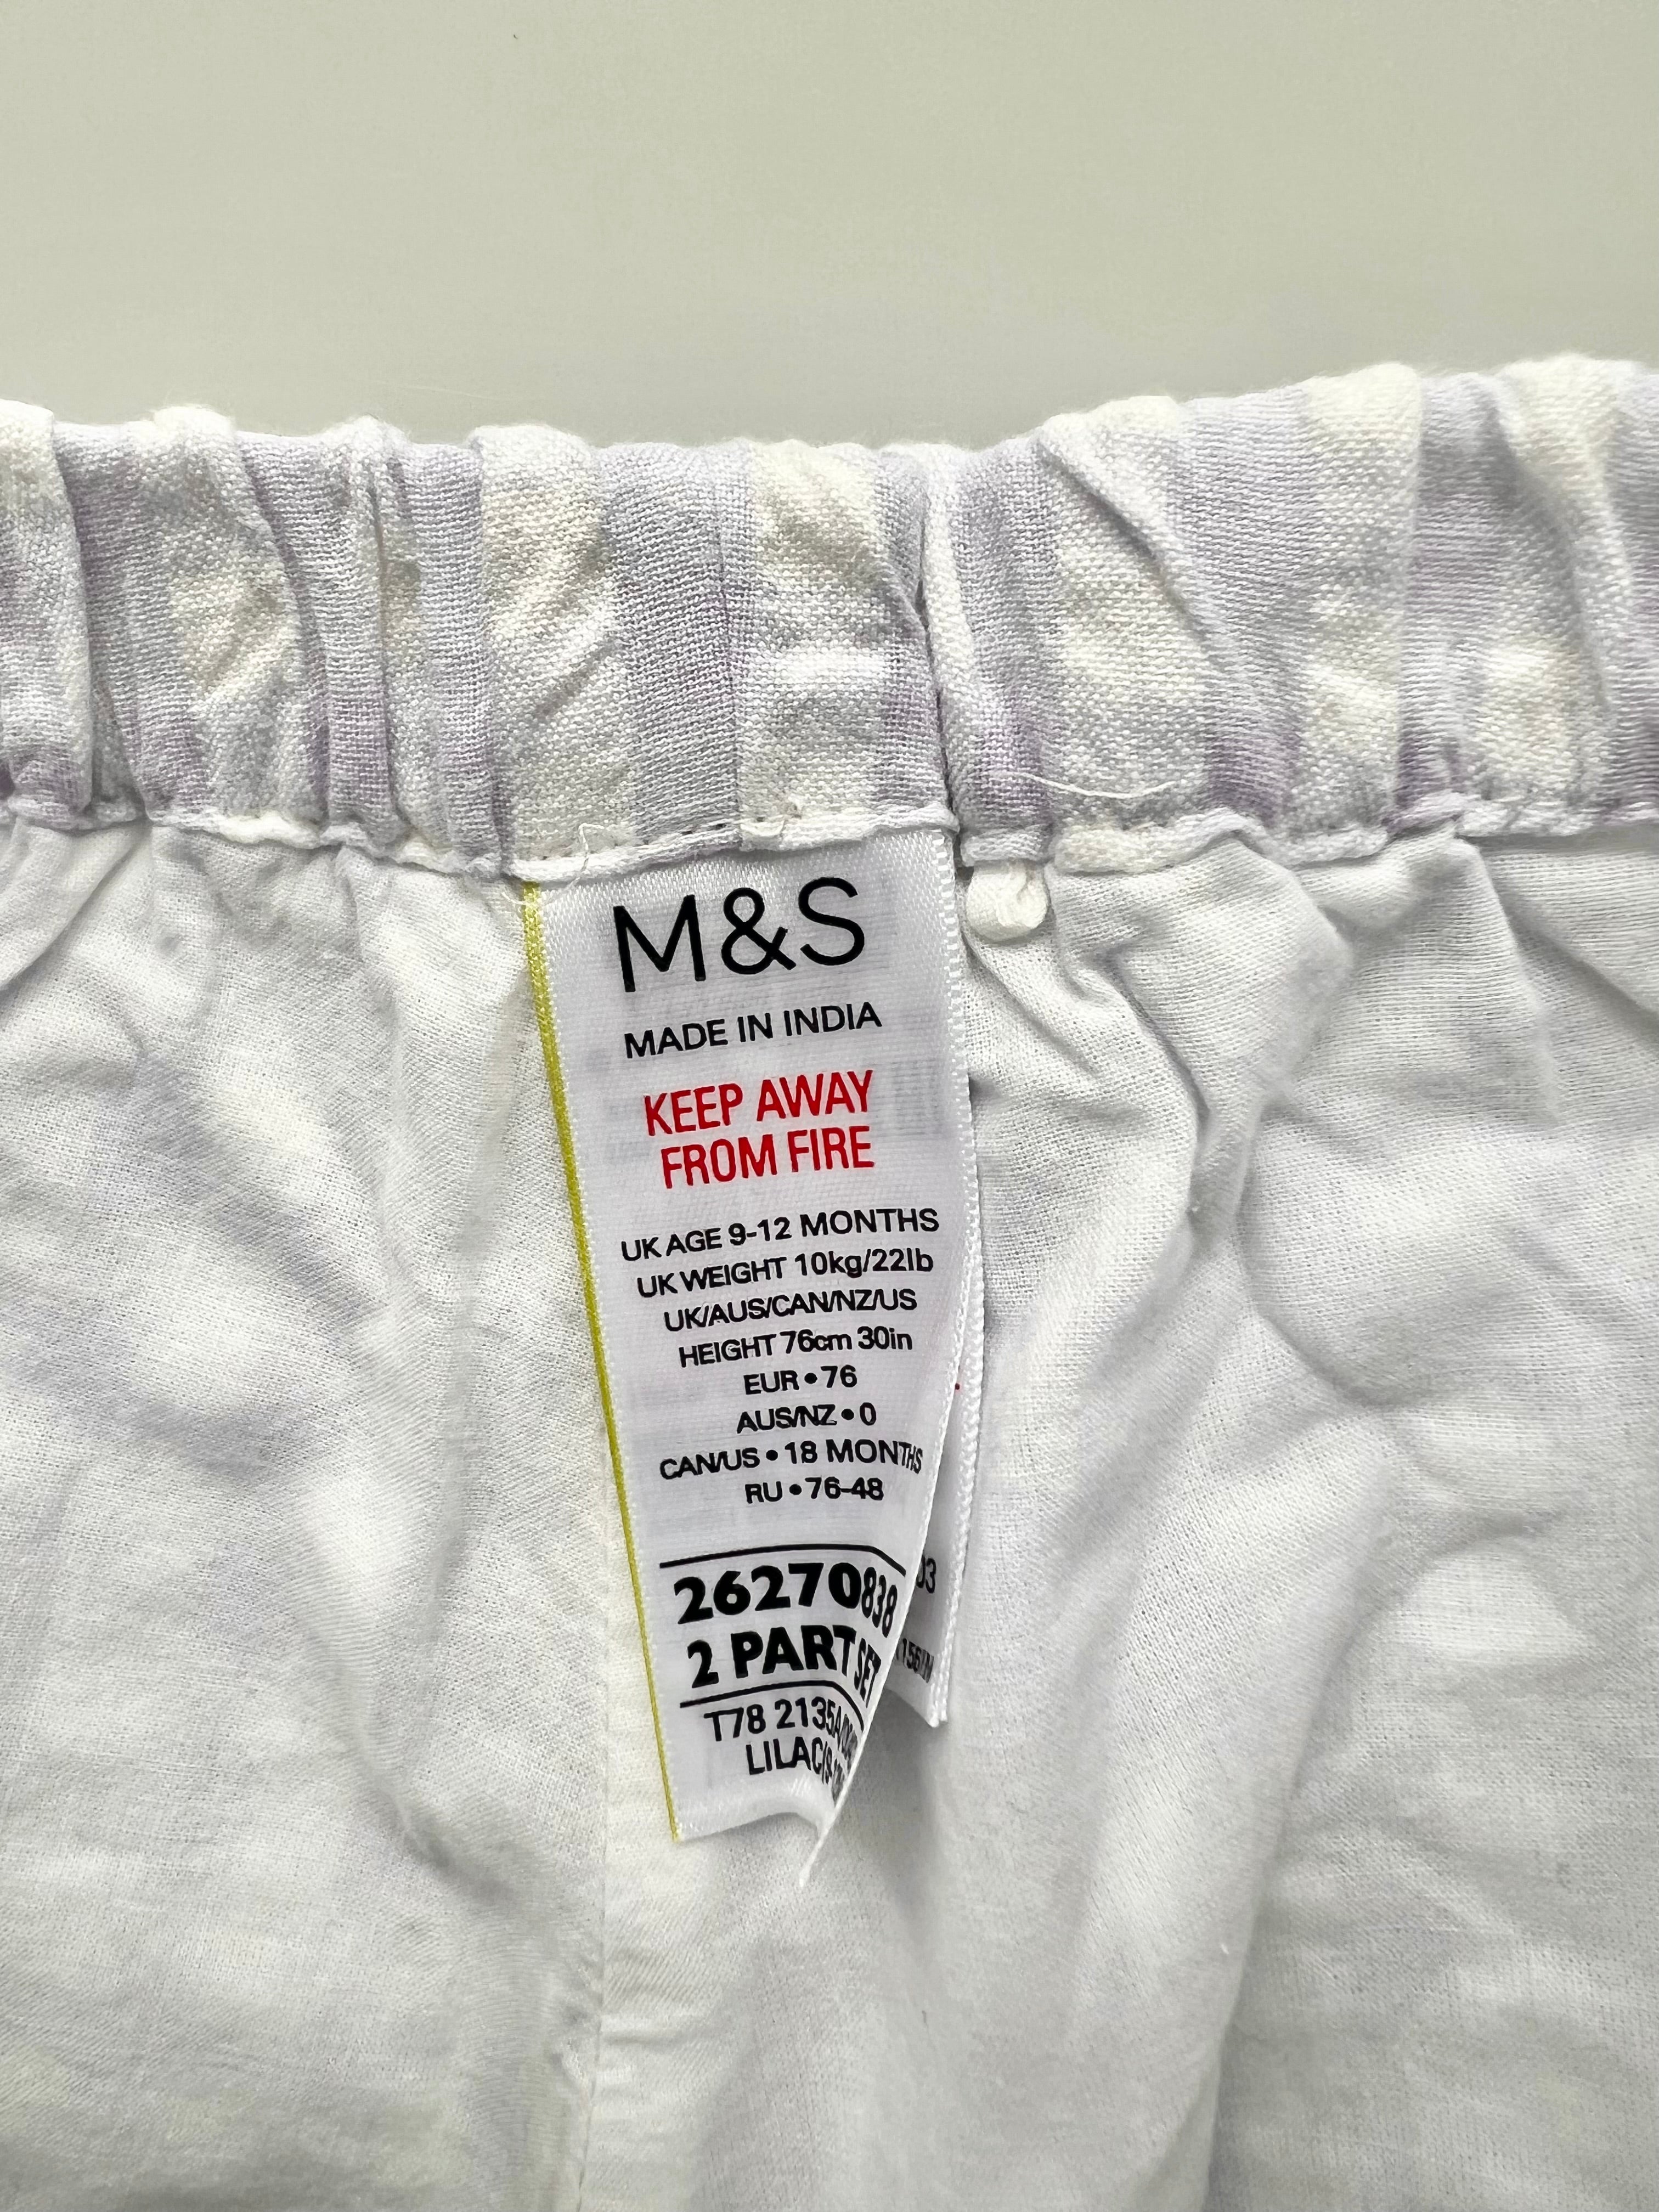 M&S
MADE IN INDIA
KEEP AWAY
FROM FIRE
UK AGE 9-12 MONTHS
UK WEIGHT 10kg/22lb
UK/AUS/CAN/NZ/US
HEIGHT 76cm 30in
EUR • 76
AUS/NZ • 0
CAN/US • 18 MONTHS
RU • 76-48
26270838
2 PART SET
T78
LILAC